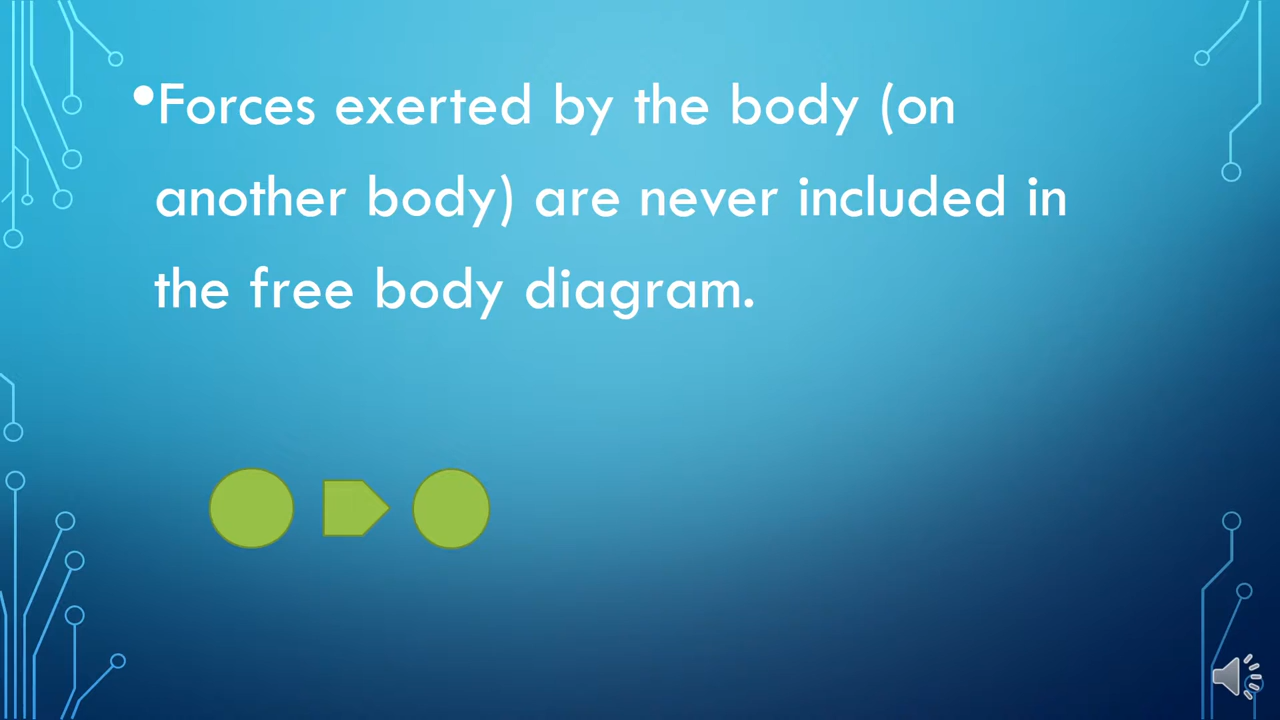 •Forces exerted by the body (on
another body) are never included in
the free body diagram.